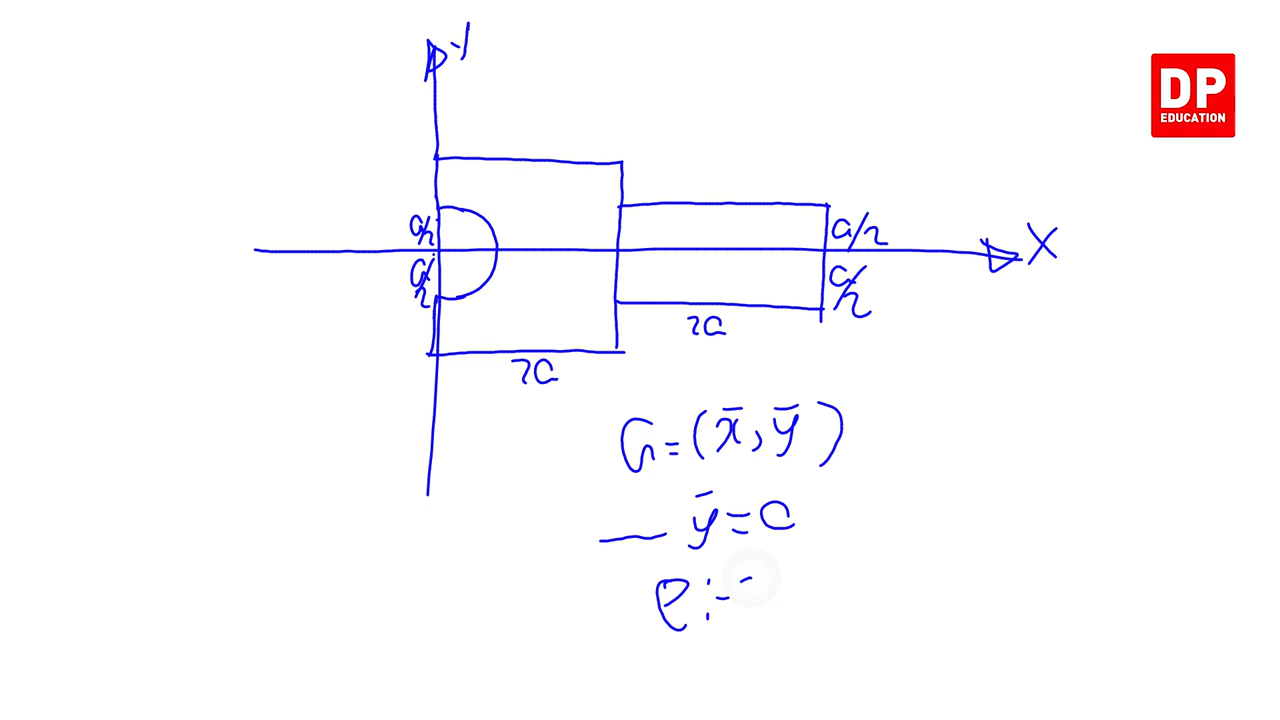 DP
EDUCATION
Y
a/2
a/2
a/2
a/2
X
2a
2a
G=(x̄, ȳ)
ȳ=0
ρ :-